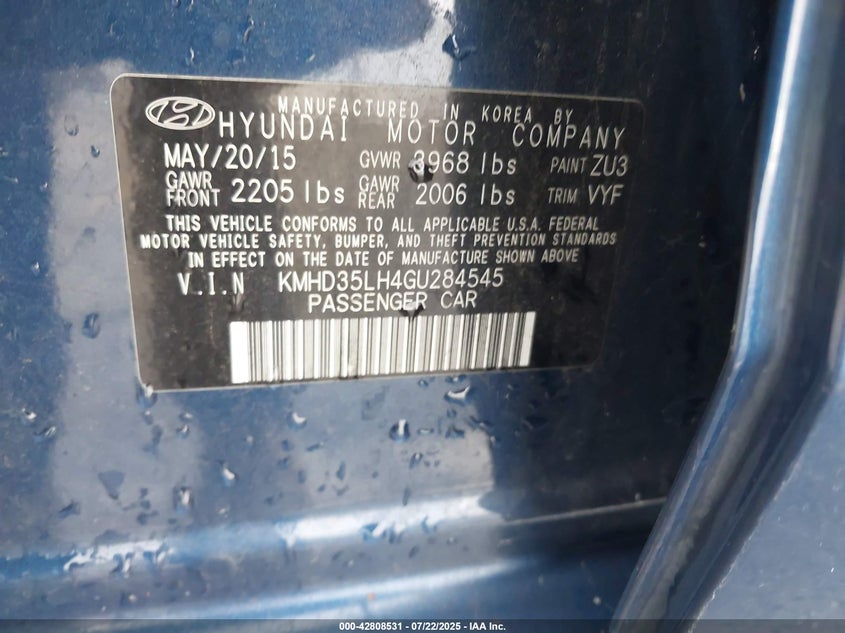 MANUFACTURED IN KOREA BY
HYUNDAI MOTOR COMPANY
MAY/20/15 GVWR 3968 lbs PAINT ZU3
GAWR FRONT 2205 lbs GAWR REAR 2006 lbs TRIM VYF
THIS VEHICLE CONFORMS TO ALL APPLICABLE U.S.A. FEDERAL
MOTOR VEHICLE SAFETY, BUMPER, AND THEFT PREVENTION STANDARDS
IN EFFECT ON THE DATE OF MANUFACTURE SHOWN ABOVE
V.I.N KMHD35LH4GU284545
PASSENGER CAR
000-42808531 - 07/22/2025 - IAA Inc.